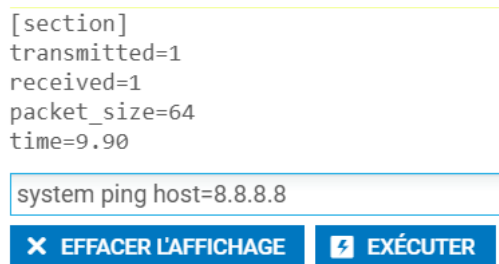 [section]
transmitted=1
received=1
packet_size=64
time=9.90
system ping host=8.8.8.8
EFFACER L'AFFICHAGE
EXÉCUTER